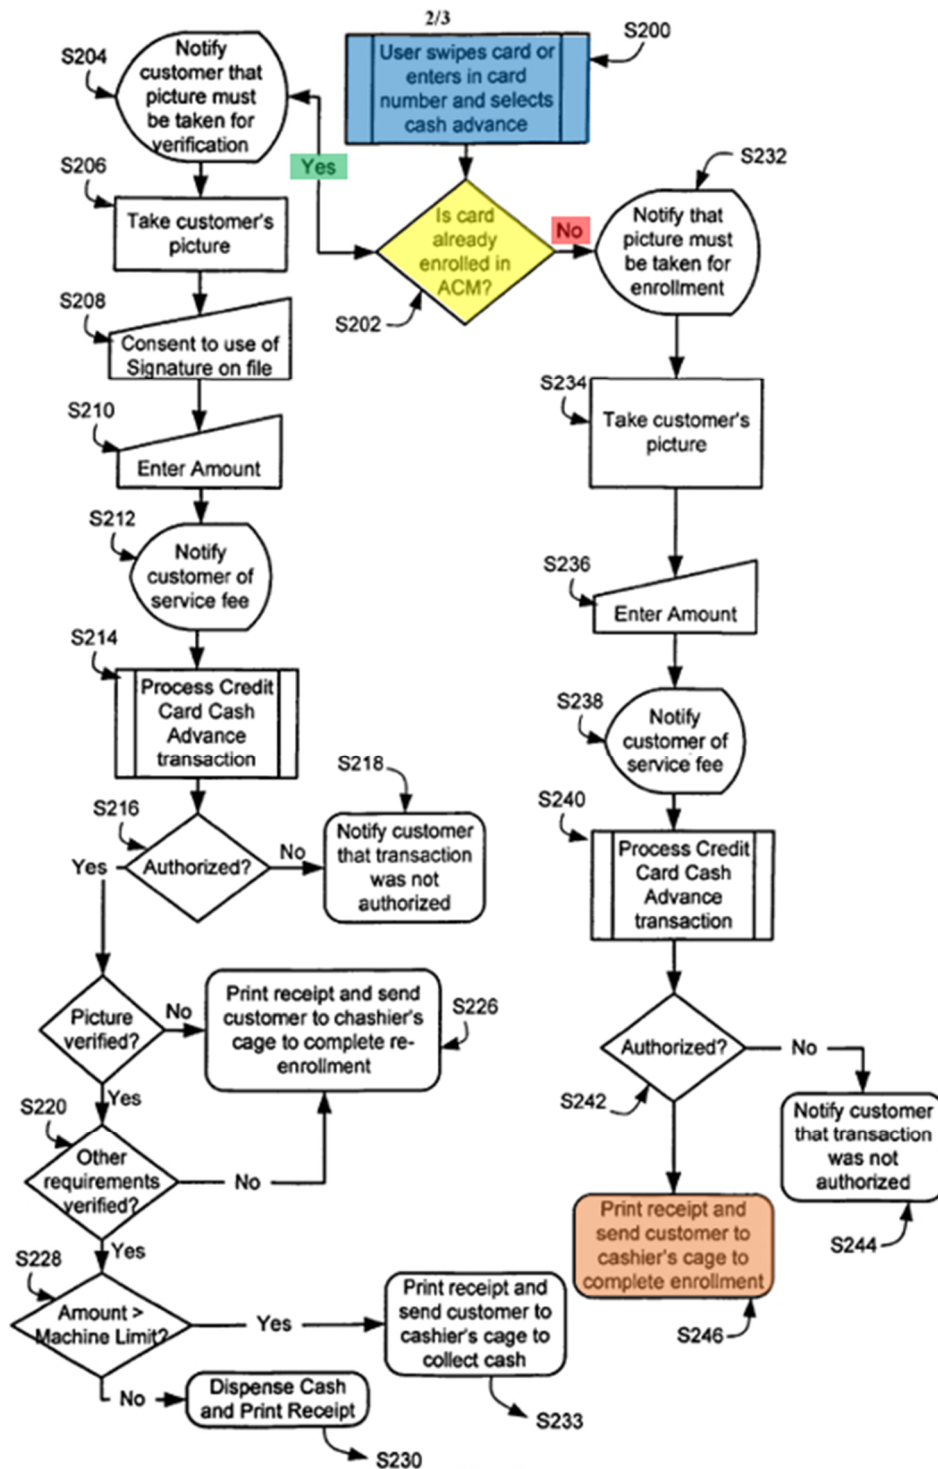 2/3
S200
User swipes card or
enters in card
number and selects
cash advance
S204
Notify
customer that
picture must
be taken for
verification
Yes
S206
Take customer's
picture
Is card
already
enrolled in
ACM?
S202
No
S232
Notify that
picture must
be taken for
enrollment
S208
Consent to use of
Signature on file
S210
Enter Amount
S212
Notify
customer of
service fee
S214
Process Credit
Card Cash
Advance
transaction
S216
Authorized?
Yes
No
S218
Notify customer
that transaction
was not
authorized
Picture
verified?
No
Print receipt and send
customer to chashier's
cage to complete re-
enrollment
S226
Yes
S220
Other
requirements
verified?
No
Yes
S228
Amount >
Machine Limit?
Yes
Print receipt and
send customer to
cashier's cage to
collect cash
S233
No
Dispense Cash
and Print Receipt
S230
S234
Take customer's
picture
S236
Enter Amount
S238
Notify
customer of
service fee
S240
Process Credit
Card Cash
Advance
transaction
Authorized?
S242
No
Notify customer
that transaction
was not
authorized
S244
Print receipt and
send customer to
cashier's cage to
complete enrollment
S246